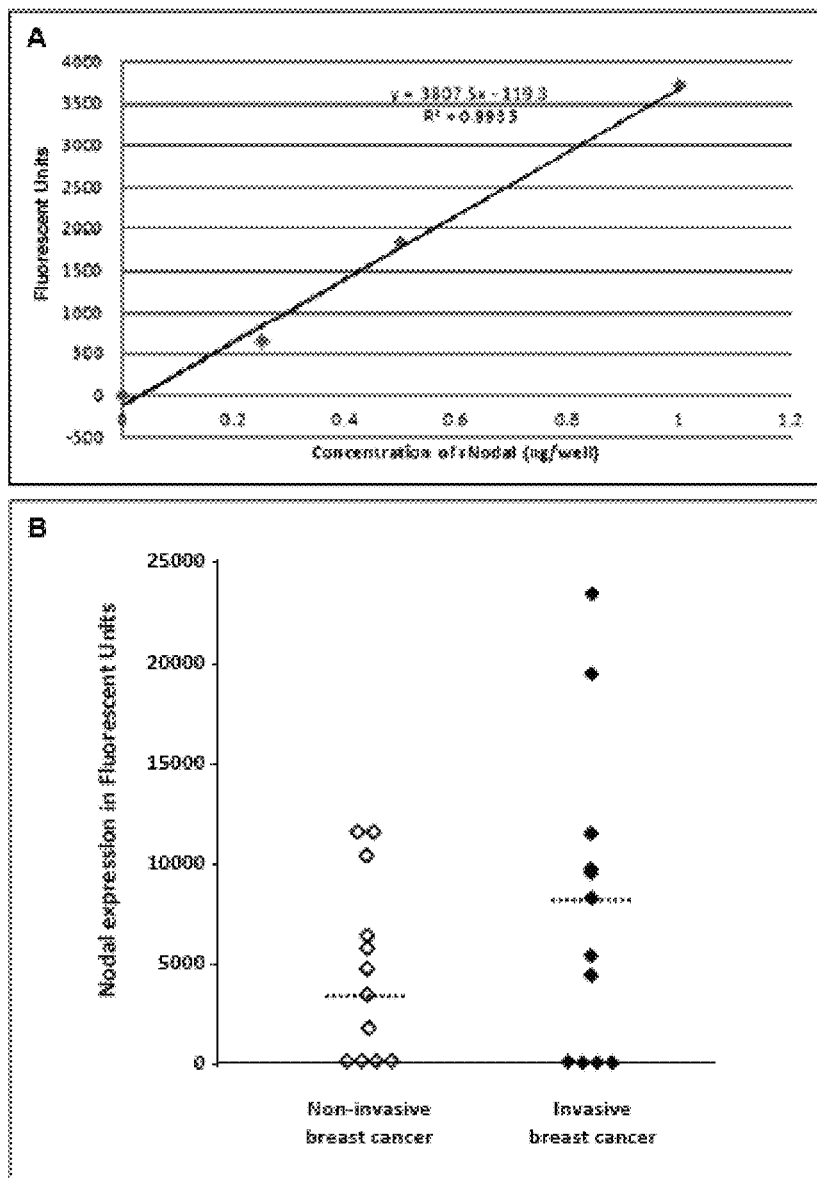 A
4000
3500
3000
2500
2000
1500
1000
500
0
-500
Fluorescent Units
y = 3807.5x - 119.3
R² = 0.9933
0 0.2 0.4 0.6 0.8 1 1.2
Concentration of rNodal (ng/well)
B
25000
20000
15000
10000
5000
0
Nodal expression in Fluorescent Units
Non-invasive
breast cancer
Invasive
breast cancer